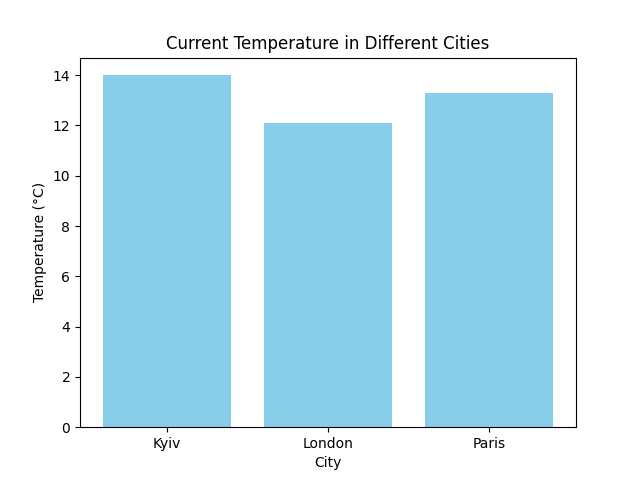 Current Temperature in Different Cities
14
12
10
8
6
4
2
0
Temperature (°C)
Kyiv London Paris
City